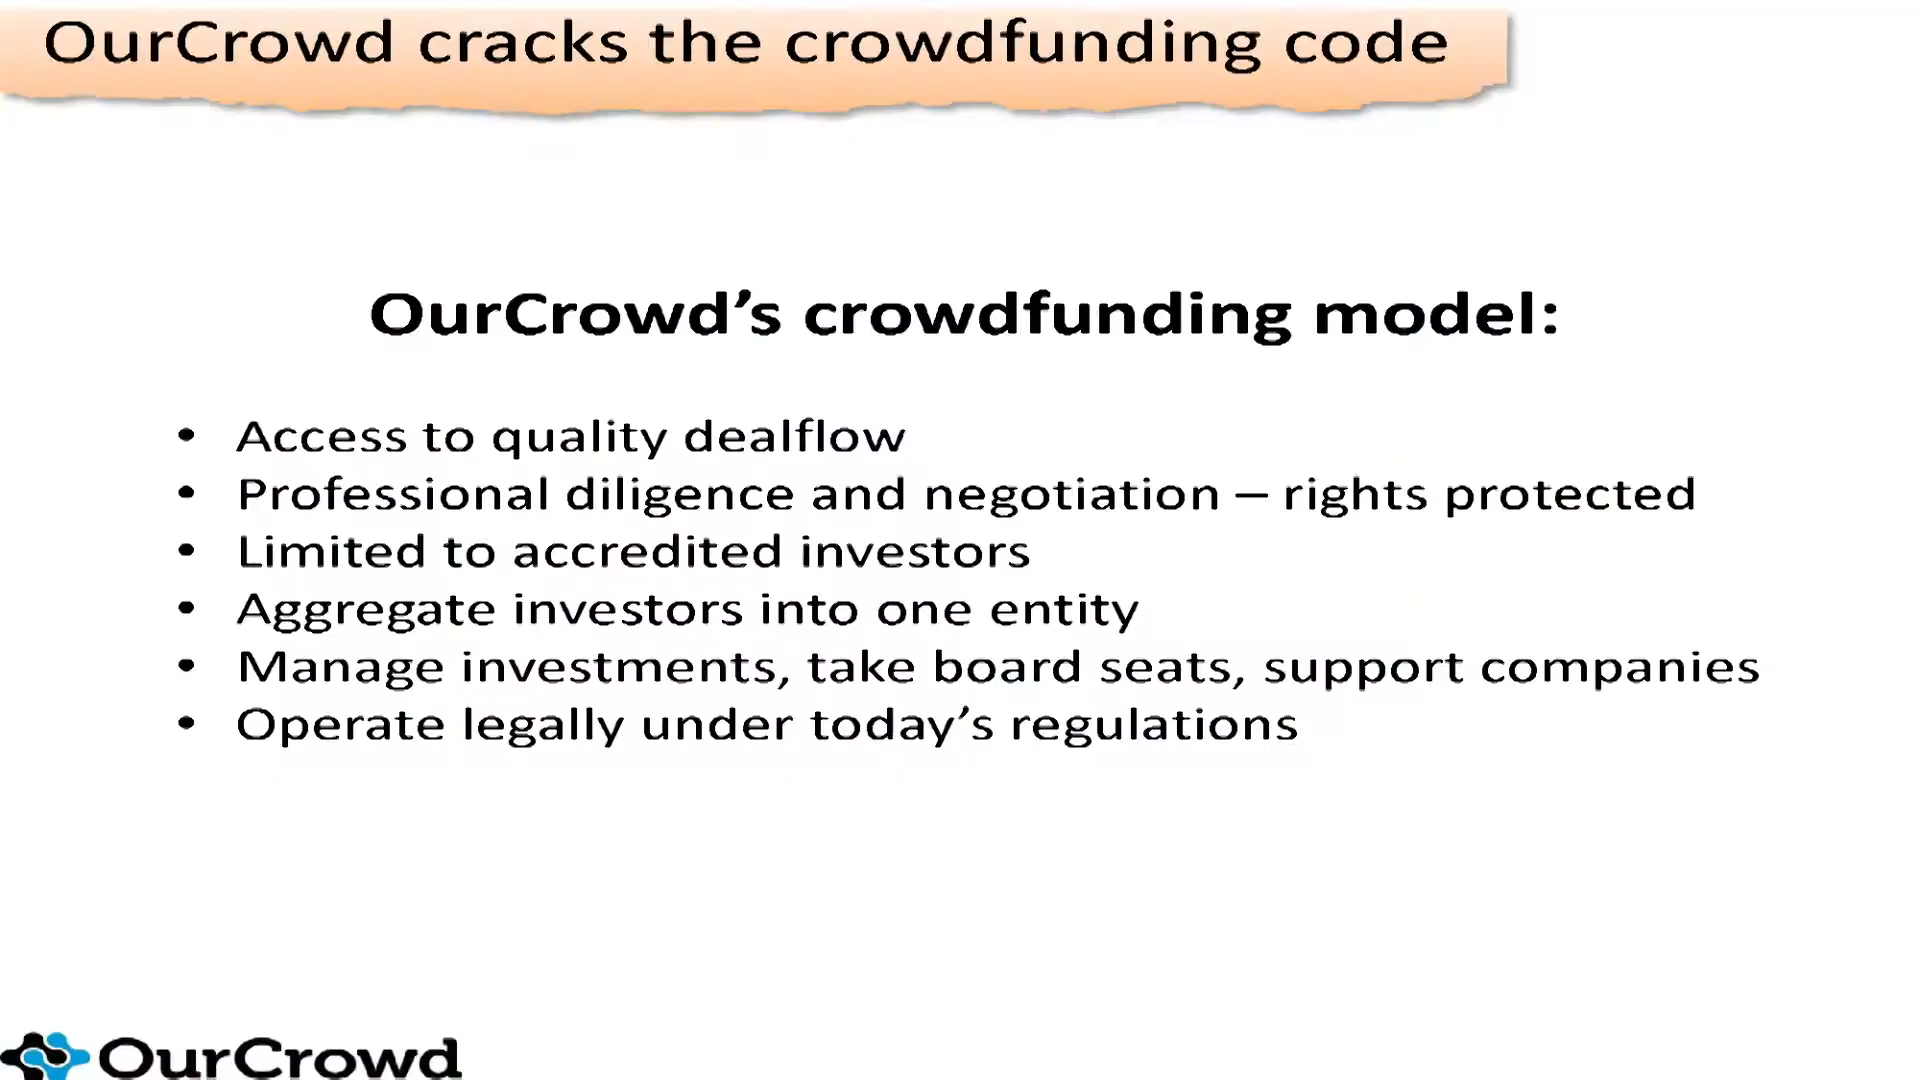 OurCrowd cracks the crowdfunding code
OurCrowd’s crowdfunding model:
• Access to quality dealflow
• Professional diligence and negotiation – rights protected
• Limited to accredited investors
• Aggregate investors into one entity
• Manage investments, take board seats, support companies
• Operate legally under today’s regulations
OurCrowd